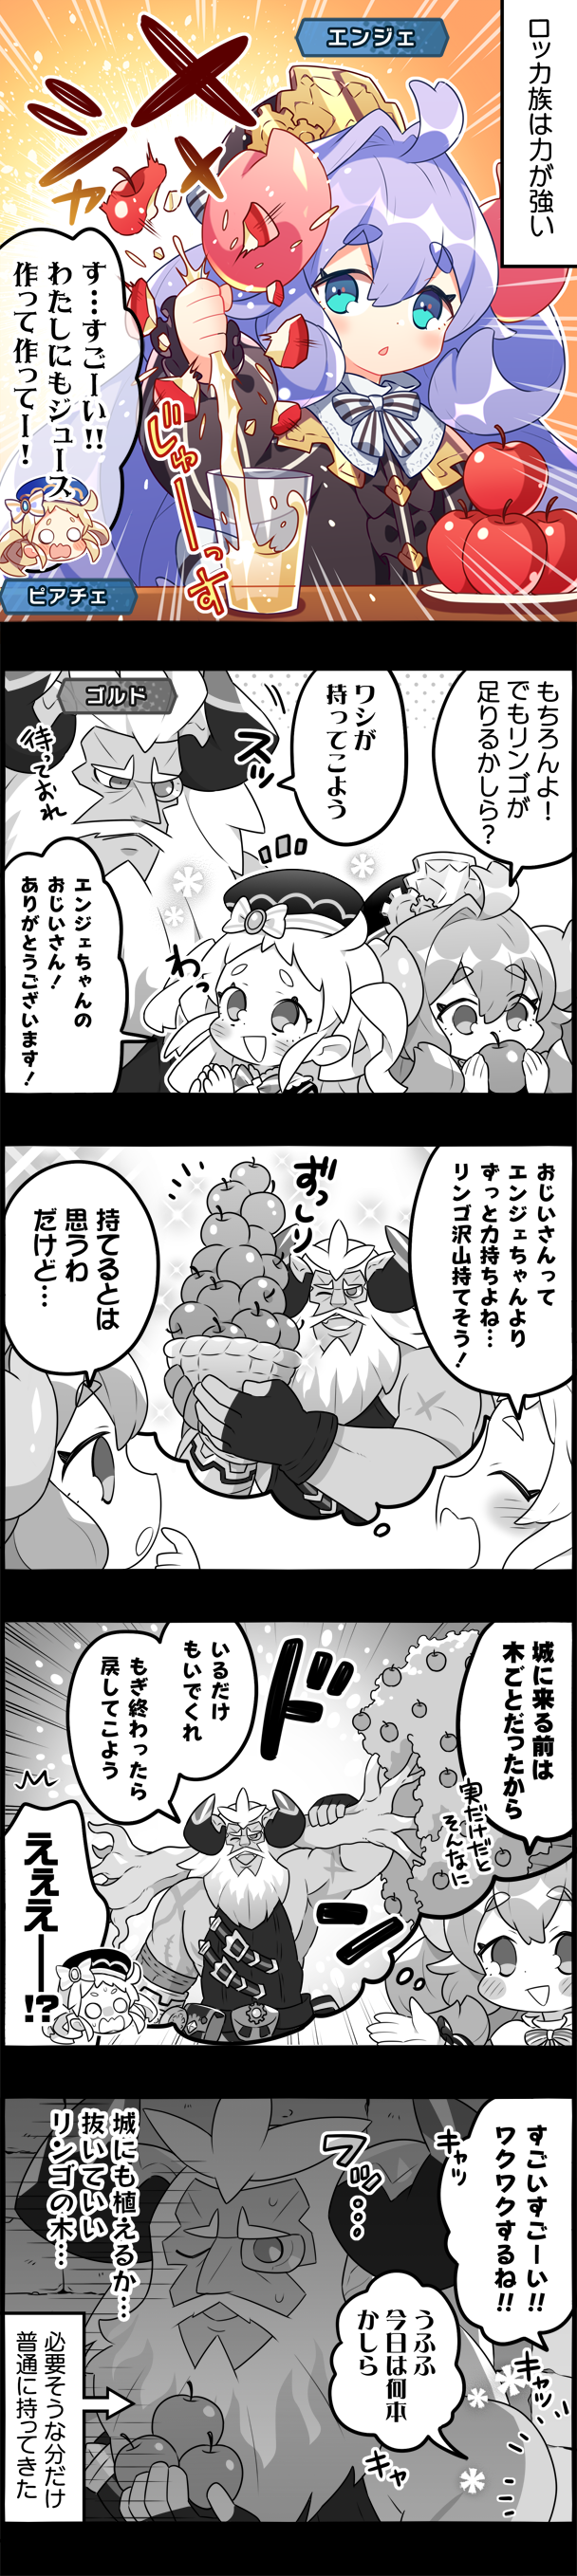 ロッカ族は力が強い
エンジェ
メシャ
す…すごーい!!
わたしにもジュース
作って作ってー!
じゅーーっす
ピアチェ
もちろんよ!
でもリンゴが
足りるかしら?
ワシが
持ってこよう
スッ
ゴルド
待っておれ
わっ
エンジェちゃんの
おじいさん!
ありがとうございます!
おじいさんって
エンジェちゃんより
ずっと力持ちよね…
リンゴ沢山持てそう!
ずっしり
持てるとは
思うわ
だけど…
城に来る前は
木ごとだったから
実だけだと
そんなに
ドーン
いるだけ
もいでくれ
もぎ終わったら
戻してこよう
ええぇー!?
すごいすごーい!!
ワクワクするね!!
キャッ
キャッ
うふふ
今日は何本
かしら
キャ
城にも植えるか…
抜いていい
リンゴの木…
必要そうな分だけ
普通に持ってきた